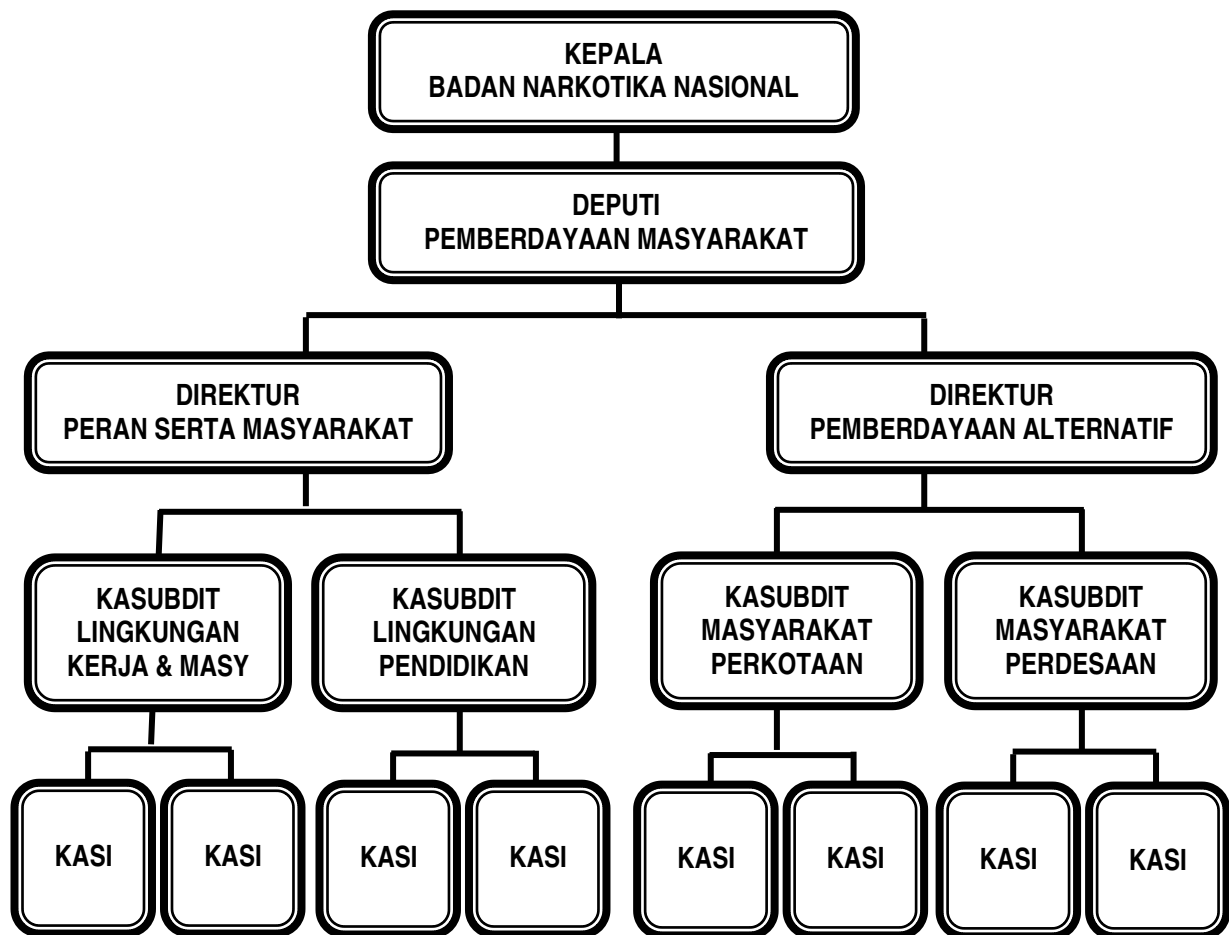 KEPALA
BADAN NARKOTIKA NASIONAL
DEPUTI
PEMBERDAYAAN MASYARAKAT
DIREKTUR
PERAN SERTA MASYARAKAT
DIREKTUR
PEMBERDAYAAN ALTERNATIF
KASUBDIT
LINGKUNGAN
KERJA & MASY
KASUBDIT
LINGKUNGAN
PENDIDIKAN
KASUBDIT
MASYARAKAT
PERKOTAAN
KASUBDIT
MASYARAKAT
PERDESAAN
KASI
KASI
KASI
KASI
KASI
KASI
KASI
KASI